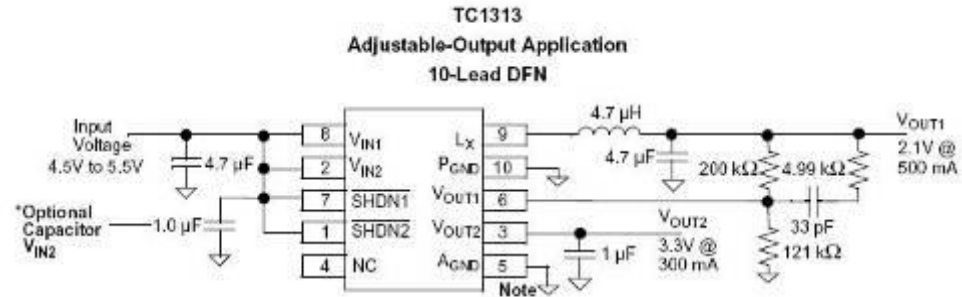 TC1313
Adjustable-Output Application
10-Lead DFN
Input
Voltage
4.5V to 5.5V
4.7 µF
*Optional
Capacitor
VIN2
1.0 µF
8 VIN1
2 VIN2
7 SHDN1
1 SHDN2
4 NC
LX 9
PGND 10
VOUT1 6
VOUT2 3
AGND 5
Note
4.7 µH
4.7 µF
200 kΩ
4.99 kΩ
33 pF
121 kΩ
VOUT1
2.1V @
500 mA
VOUT2
3.3V @
300 mA
1 µF